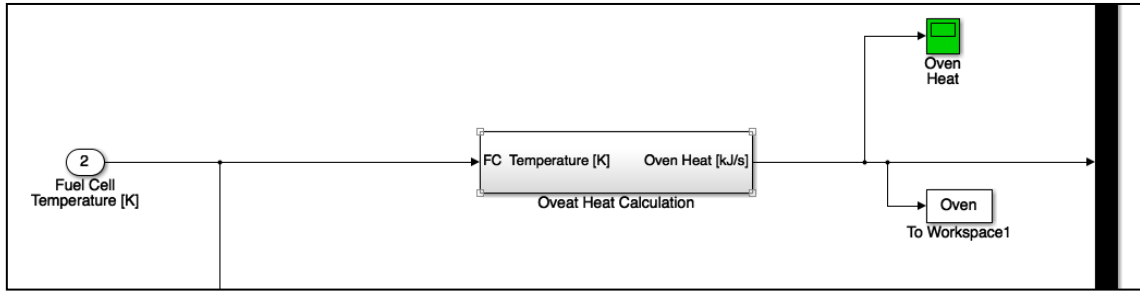 Oven
Heat
2
Fuel Cell
Temperature [K]
FC Temperature [K]
Oven Heat [kJ/s]
Oveat Heat Calculation
Oven
To Workspace1